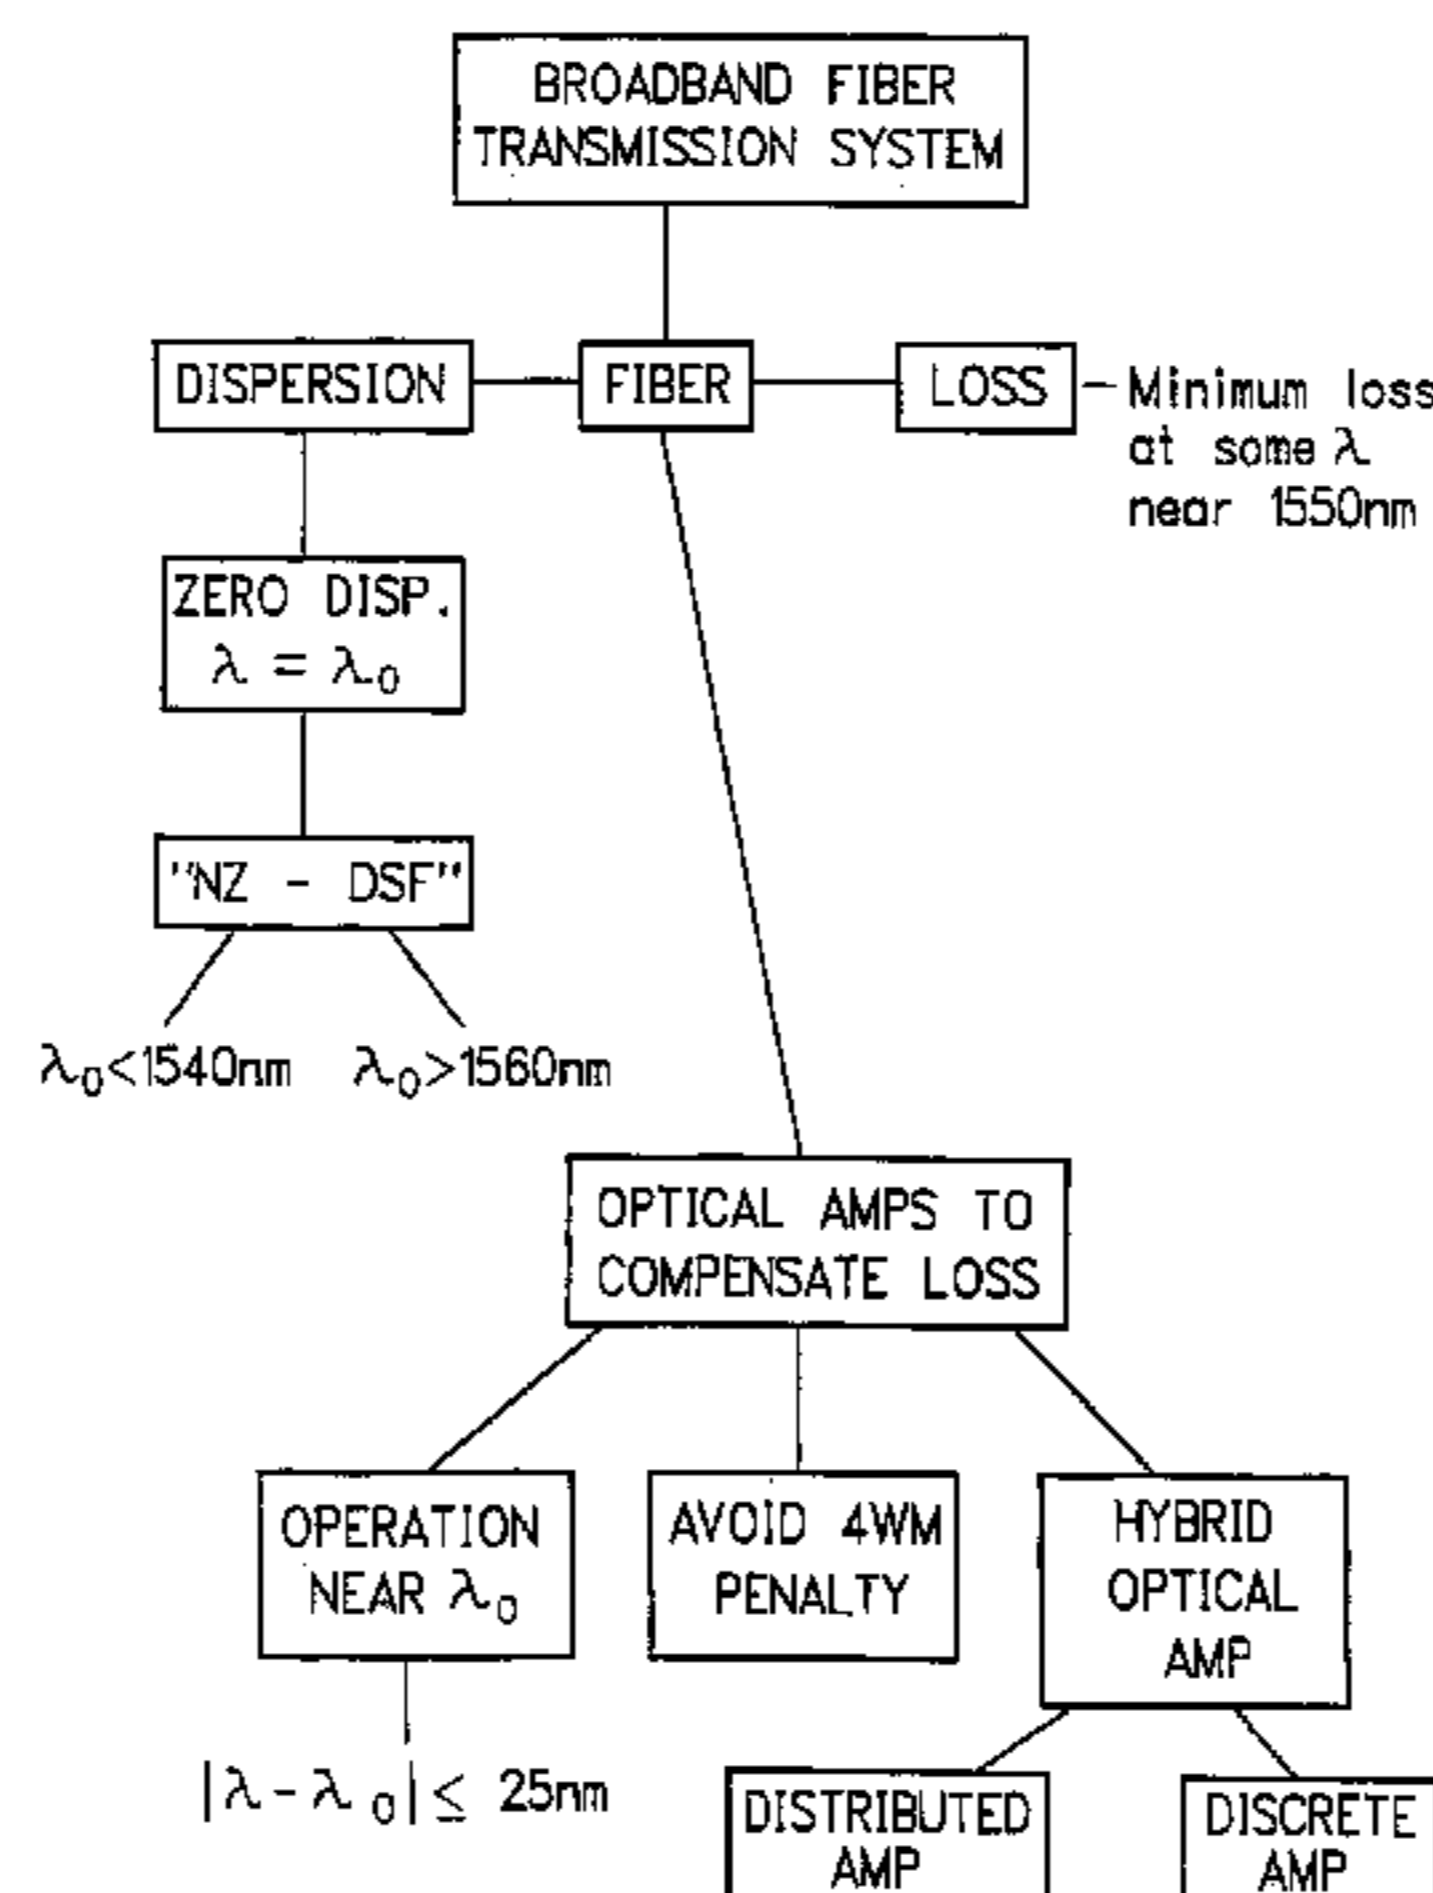 BROADBAND FIBER
TRANSMISSION SYSTEM
DISPERSION
FIBER
LOSS
Minimum loss
at some λ
near 1550nm
ZERO DISP.
λ = λ₀
"NZ - DSF"
λ₀<1540nm
λ₀>1560nm
OPTICAL AMPS TO
COMPENSATE LOSS
OPERATION
NEAR λ₀
AVOID 4WM
PENALTY
HYBRID
OPTICAL
AMP
|λ-λ₀|≤ 25nm
DISTRIBUTED
AMP
DISCRETE
AMP